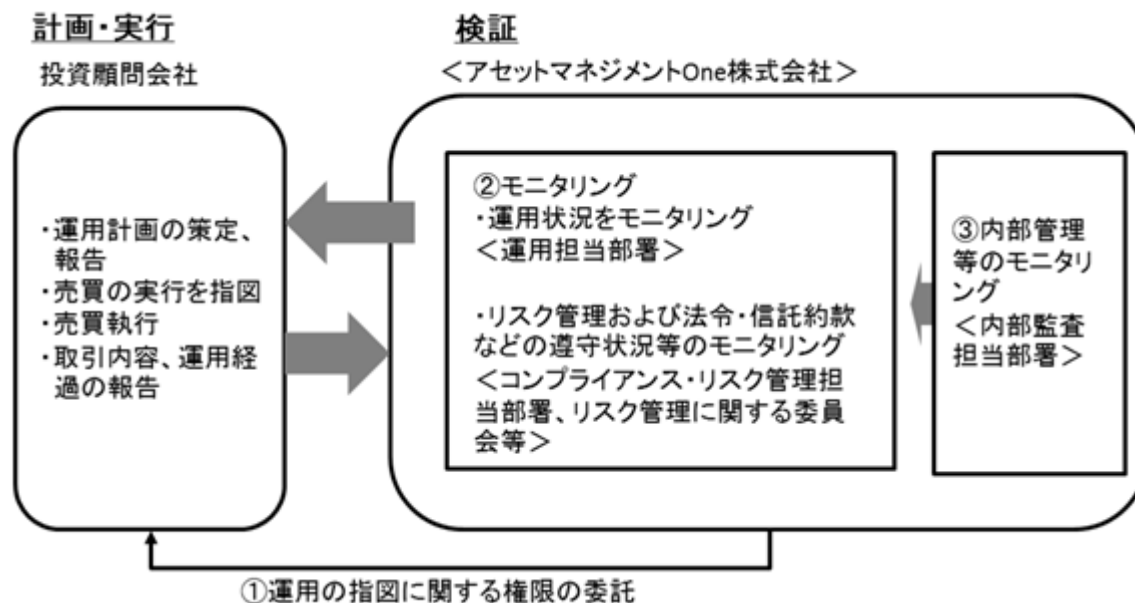 計画・実行
投資顧問会社
・運用計画の策定、
報告
・売買の実行を指図
・売買執行
・取引内容、運用経
過の報告
検証
＜アセットマネジメントOne株式会社＞
②モニタリング
・運用状況をモニタリング
＜運用担当部署＞
・リスク管理および法令・信託約款
などの遵守状況等のモニタリング
＜コンプライアンス・リスク管理担
当部署、リスク管理に関する委員
会等＞
③内部管理
等のモニタリ
ング
＜内部監査
担当部署＞
①運用の指図に関する権限の委託